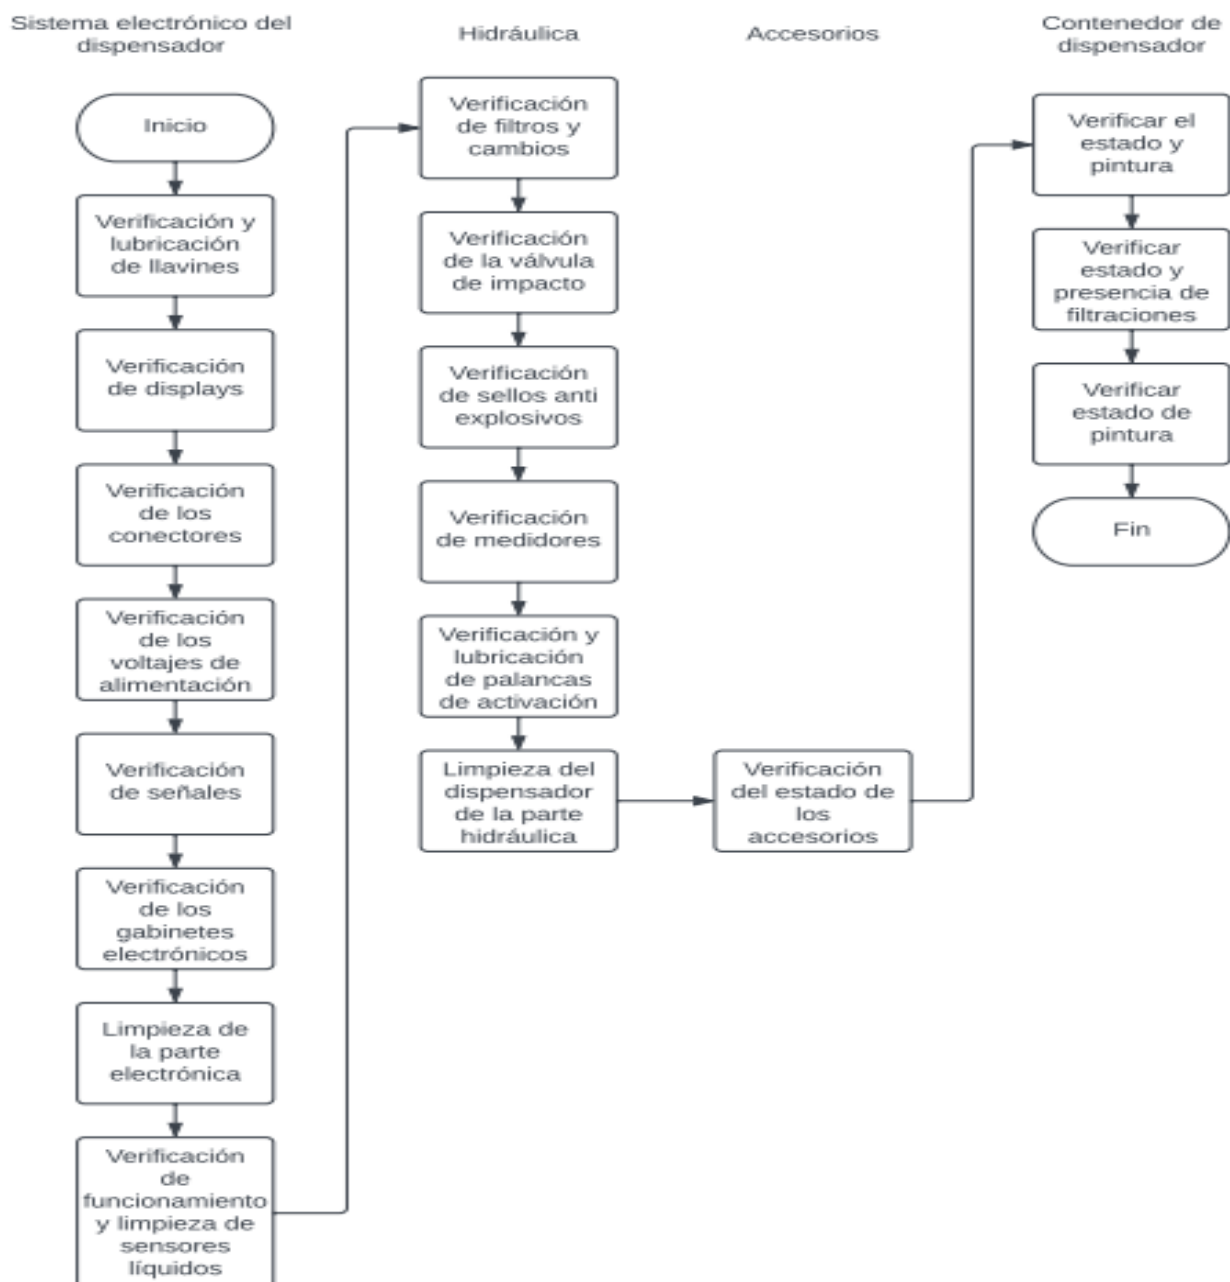 Sistema electrónico del
dispensador
Inicio
Verificación y
lubricación
de llavines
Verificación
de displays
Verificación
de los
conectores
Verificación
de los
voltajes de
alimentación
Verificación
de señales
Verificación
de los
gabinetes
electrónicos
Limpieza de
la parte
electrónica
Verificación
de
funcionamiento
y limpieza de
sensores
líquidos
Hidráulica
Verificación
de filtros y
cambios
Verificación
de la válvula
de impacto
Verificación
de sellos anti
explosivos
Verificación
de medidores
Verificación y
lubricación
de palancas
de activación
Limpieza del
dispensador
de la parte
hidráulica
Accesorios
Verificación
del estado de
los
accesorios
Contenedor de
dispensador
Verificar el
estado y
pintura
Verificar
estado y
presencia de
filtraciones
Verificar
estado de
pintura
Fin